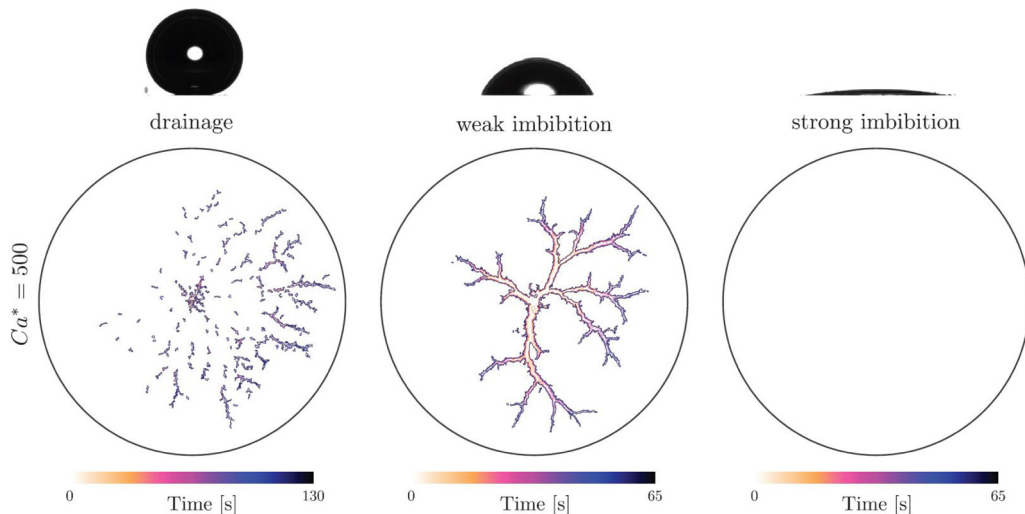 drainage
weak imbibition
strong imbibition
Ca* = 500
0
130
Time [s]
0
65
Time [s]
0
65
Time [s]